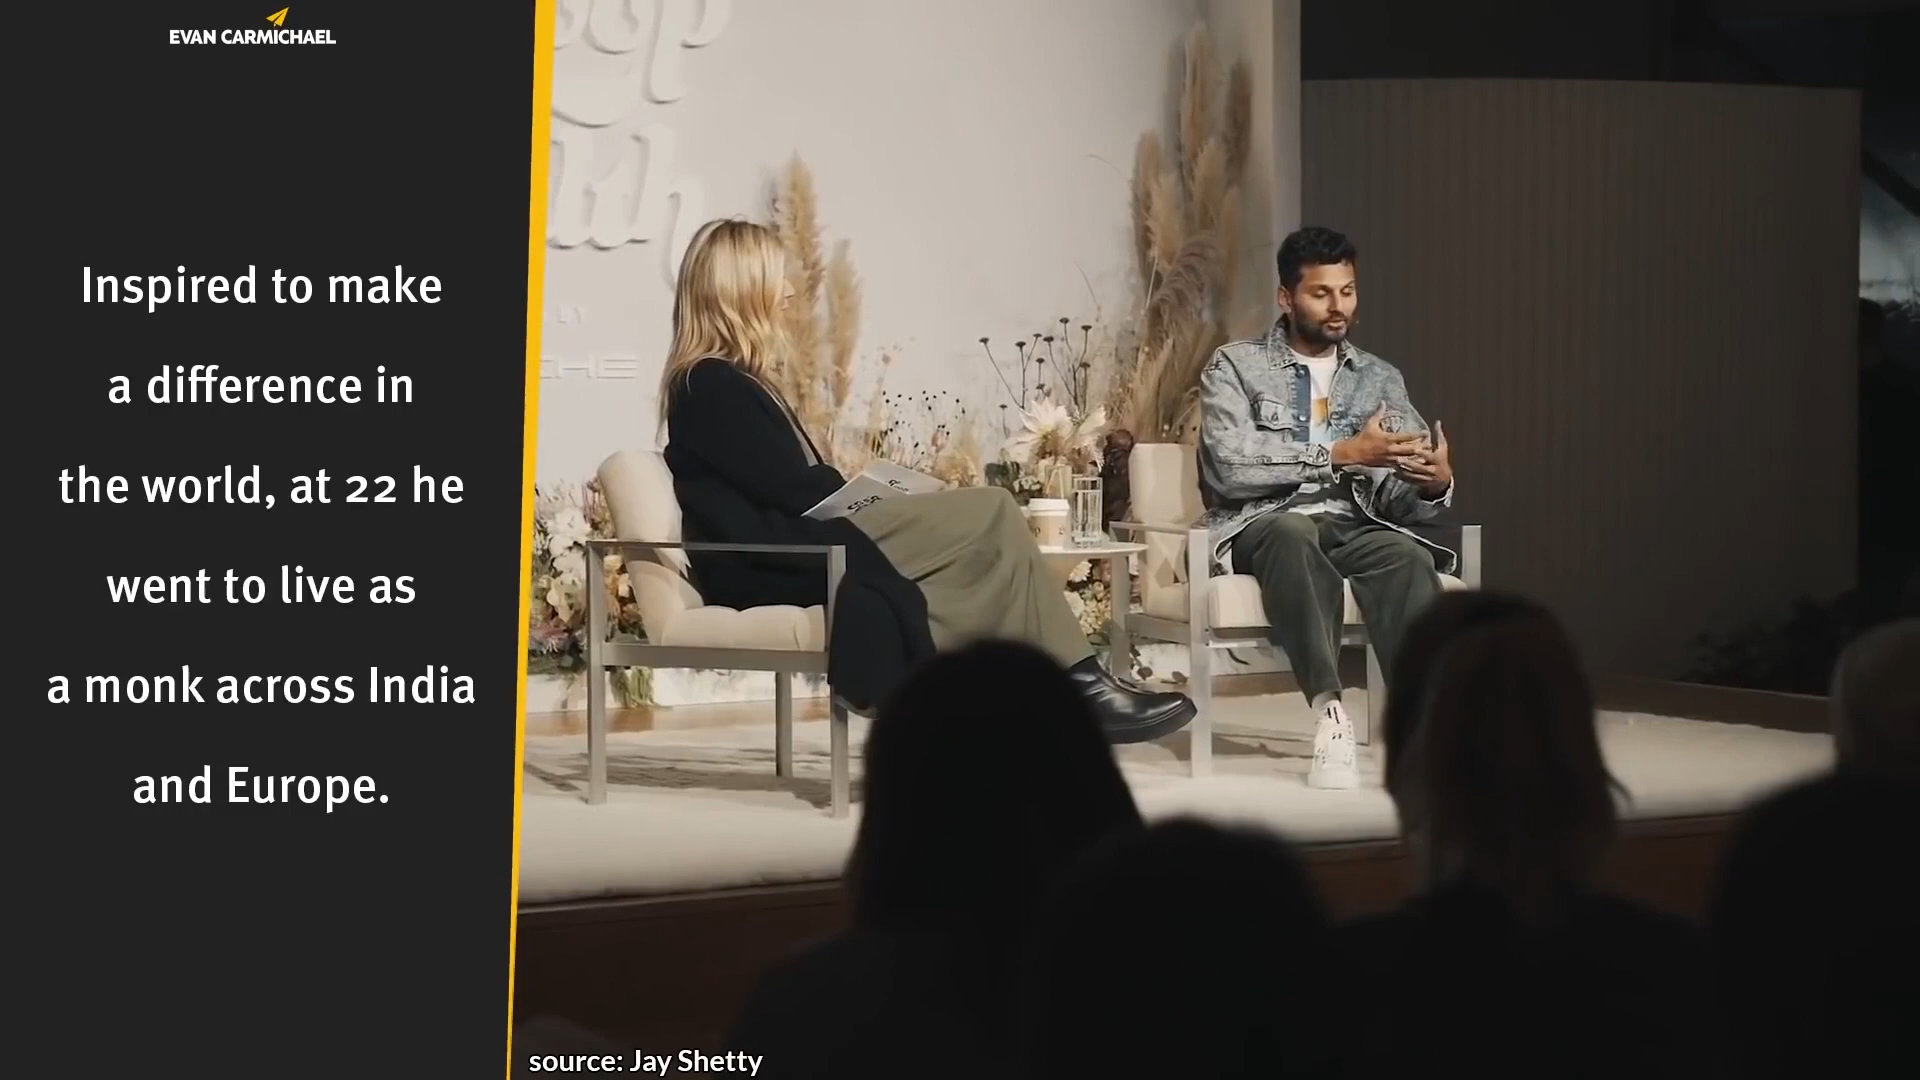 EVAN CARMICHAEL
Inspired to make
a difference in
the world, at 22 he
went to live as
a monk across India
and Europe.
source: Jay Shetty